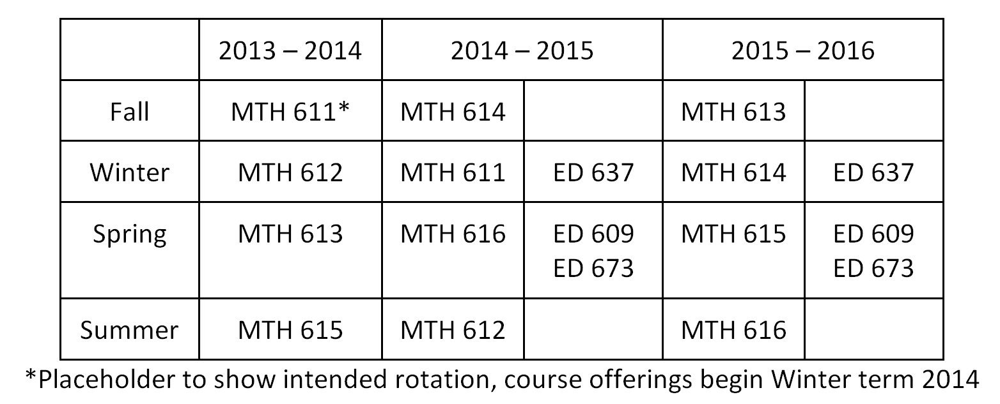 2013 – 2014 2014 – 2015 2015 – 2016
Fall MTH 611* MTH 614 MTH 613
Winter MTH 612 MTH 611 ED 637 MTH 614 ED 637
Spring MTH 613 MTH 616 ED 609 MTH 615 ED 609
ED 673 ED 673
Summer MTH 615 MTH 612 MTH 616
*Placeholder to show intended rotation, course offerings begin Winter term 2014